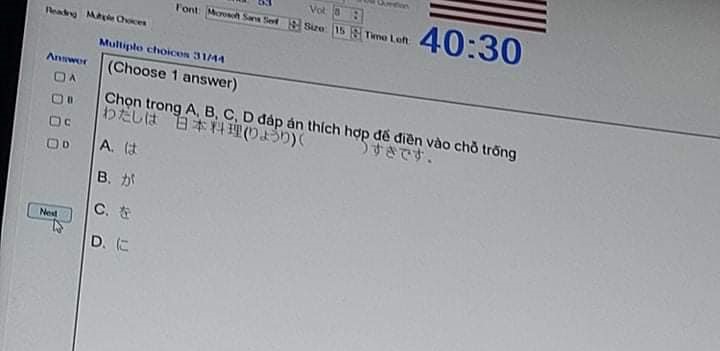 Font: Microsoft Sans Serif
Vol: 8
Size: 15
Time Left: 40:30
Reading Multiple Choices
Multiple choices 31/44
Answer
(Choose 1 answer)
A
B
C
D
Chọn trong A, B, C, D đáp án thích hợp để điền vào chỗ trống
わたしは 日本料理(りょうり)( )すきです.
A. は
B. が
C. を
D. に
Next